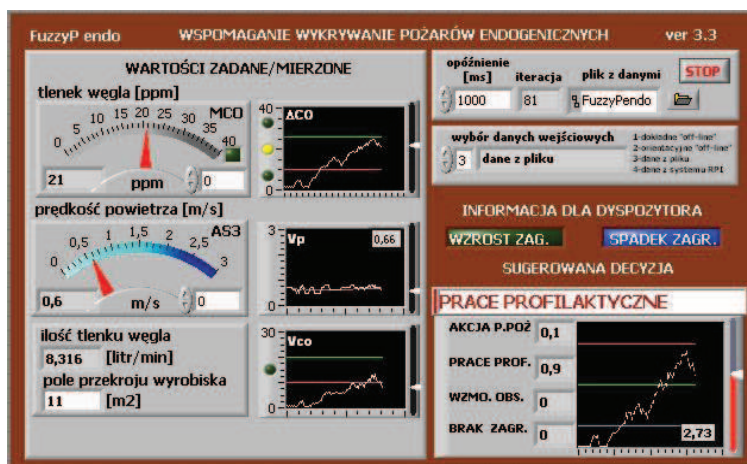 FuzzyP endo WSPOMAGANIE WYKRYWANIE POŻARÓW ENDOGENICZNYCH ver 3.3
WARTOŚCI ZADANE/MIERZONE
tlenek węgla [ppm]
MCO
0 5 10 15 20 25 30 35 40
21 ppm 0
40
ACO
0
prędkość powietrza [m/s]
AS3
0 0,5 1 1,5 2 2,5 3
0,6 m/s 0
3
Vp 0,66
0
ilość tlenku węgla
8,316 [litr/min]
pole przekroju wyrobiska
11 [m2]
30
Vco
0
opóźnienie
[ms] iteracja plik z danymi STOP
1000 81 FuzzyPendo
wybór danych wejściowych
3 dane z pliku
1-dokładne "off-line"
2-orientacyjne "off-line"
3-dane z pliku
4-dane z systemu RPI
INFORMACJA DLA DYSPOZYTORA
WZROST ZAG. SPADEK ZAGR.
SUGEROWANA DECYZJA
PRACE PROFILAKTYCZNE
AKCJA P.POŻ 0,1
PRACE PROF. 0,9
WZMO. OBS. 0
BRAK ZAGR. 0
2,73